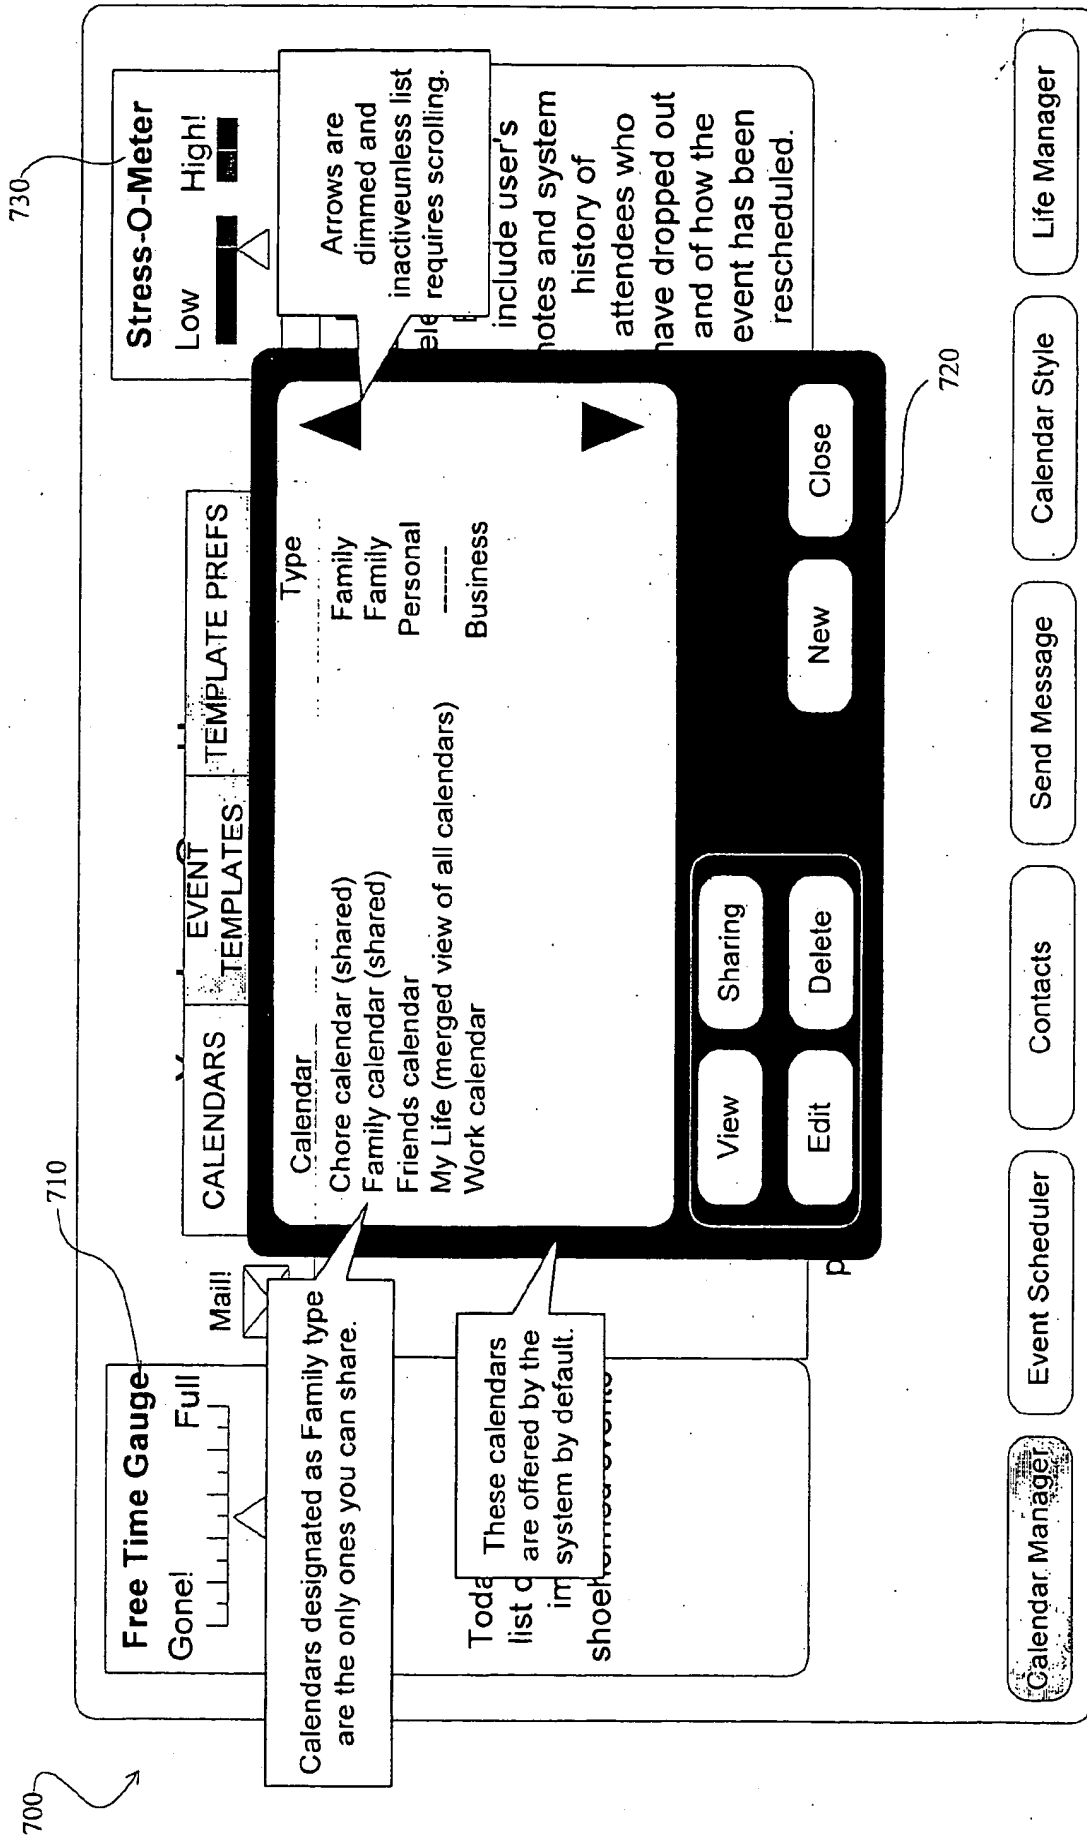 700
710
730
Free Time Gauge
Gone!
Full
Mail!
Stress-O-Meter
Low
High!
CALENDARS
EVENT
TEMPLATES
TEMPLATE PREFS
Calendars designated as Family type
are the only ones you can share.
Arrows are
dimmed and
inactiveunless list
requires scrolling.
Calendar
Type
Chore calendar (shared)
Family
Family calendar (shared)
Family
Friends calendar
Personal
My Life (merged view of all calendars)
-------
Work calendar
Business
include user's
notes and system
history of
attendees who
have dropped out
and of how the
event has been
rescheduled.
These calendars
are offered by the
system by default.
Toda
list o
im
View
Sharing
Edit
Delete
New
Close
720
Calendar Manager
Event Scheduler
Contacts
Send Message
Calendar Style
Life Manager